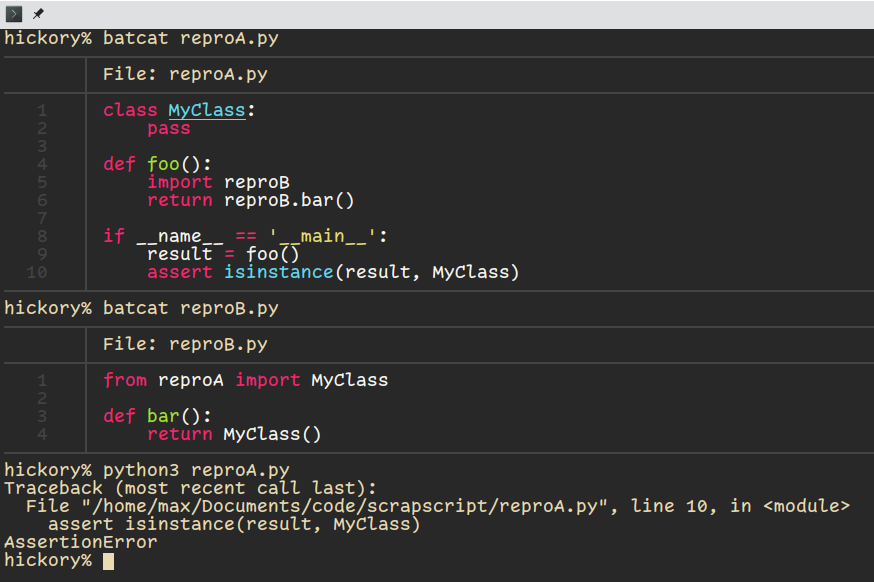 hickory% batcat reproA.py
File: reproA.py
1 class MyClass:
2     pass
3
4 def foo():
5     import reproB
6     return reproB.bar()
7
8 if __name__ == '__main__':
9     result = foo()
10     assert isinstance(result, MyClass)
hickory% batcat reproB.py
File: reproB.py
1 from reproA import MyClass
2
3 def bar():
4     return MyClass()
hickory% python3 reproA.py
Traceback (most recent call last):
  File "/home/max/Documents/code/scrapscript/reproA.py", line 10, in <module>
    assert isinstance(result, MyClass)
AssertionError
hickory%